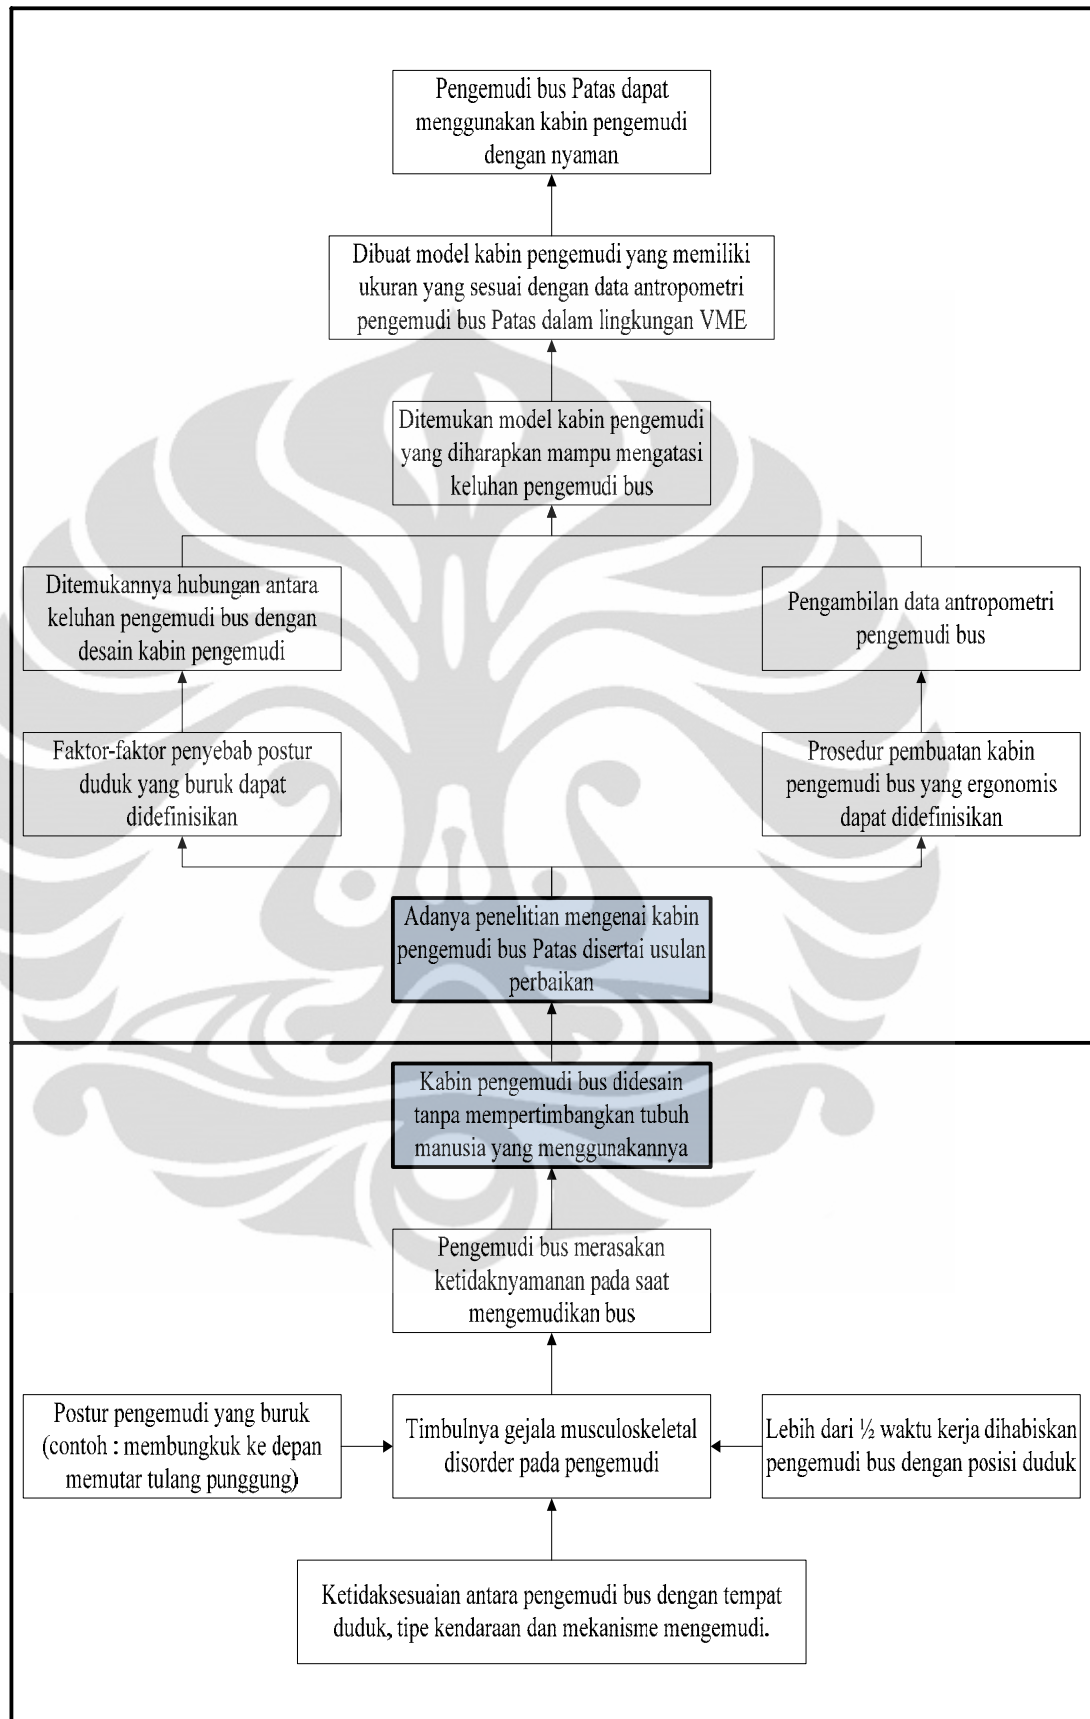 Pengemudi bus Patas dapat
menggunakan kabin pengemudi
dengan nyaman
Dibuat model kabin pengemudi yang memiliki
ukuran yang sesuai dengan data antropometri
pengemudi bus Patas dalam lingkungan VME
Ditemukan model kabin pengemudi
yang diharapkan mampu mengatasi
keluhan pengemudi bus
Ditemukannya hubungan antara
keluhan pengemudi bus dengan
desain kabin pengemudi
Pengambilan data antropometri
pengemudi bus
Faktor-faktor penyebab postur
duduk yang buruk dapat
didefinisikan
Prosedur pembuatan kabin
pengemudi bus yang ergonomis
dapat didefinisikan
Adanya penelitian mengenai kabin
pengemudi bus Patas disertai usulan
perbaikan
Kabin pengemudi bus didesain
tanpa mempertimbangkan tubuh
manusia yang menggunakannya
Pengemudi bus merasakan
ketidaknyamanan pada saat
mengemudikan bus
Postur pengemudi yang buruk
(contoh : membungkuk ke depan
memutar tulang punggung)
Timbulnya gejala musculoskeletal
disorder pada pengemudi
Lebih dari ½ waktu kerja dihabiskan
pengemudi bus dengan posisi duduk
Ketidaksesuaian antara pengemudi bus dengan tempat
duduk, tipe kendaraan dan mekanisme mengemudi.